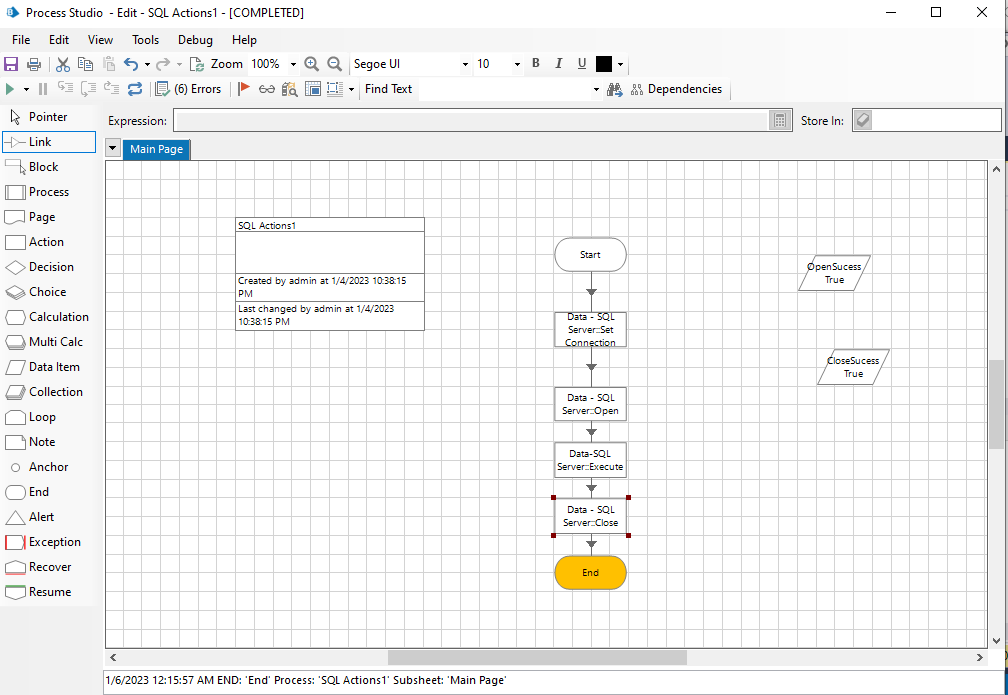 Process Studio  - Edit - SQL Actions1 - [COMPLETED]
File Edit View Tools Debug Help
Zoom 100% Segoe UI 10 B I U
(6) Errors Find Text Dependencies
Pointer
Expression: Store In:
Link
Main Page
Block
Process
Page
Action
Decision
Choice
Calculation
Multi Calc
Data Item
Collection
Loop
Note
Anchor
End
Alert
Exception
Recover
Resume
SQL Actions1
Created by admin at 1/4/2023 10:38:15
PM
Last changed by admin at 1/4/2023
10:38:15 PM
Start
Data - SQL
Server::Set
Connection
Data - SQL
Server::Open
Data-SQL
Server::Execute
Data - SQL
Server::Close
End
OpenSucess
True
CloseSucess
True
1/6/2023 12:15:57 AM END: 'End' Process: 'SQL Actions1' Subsheet: 'Main Page'